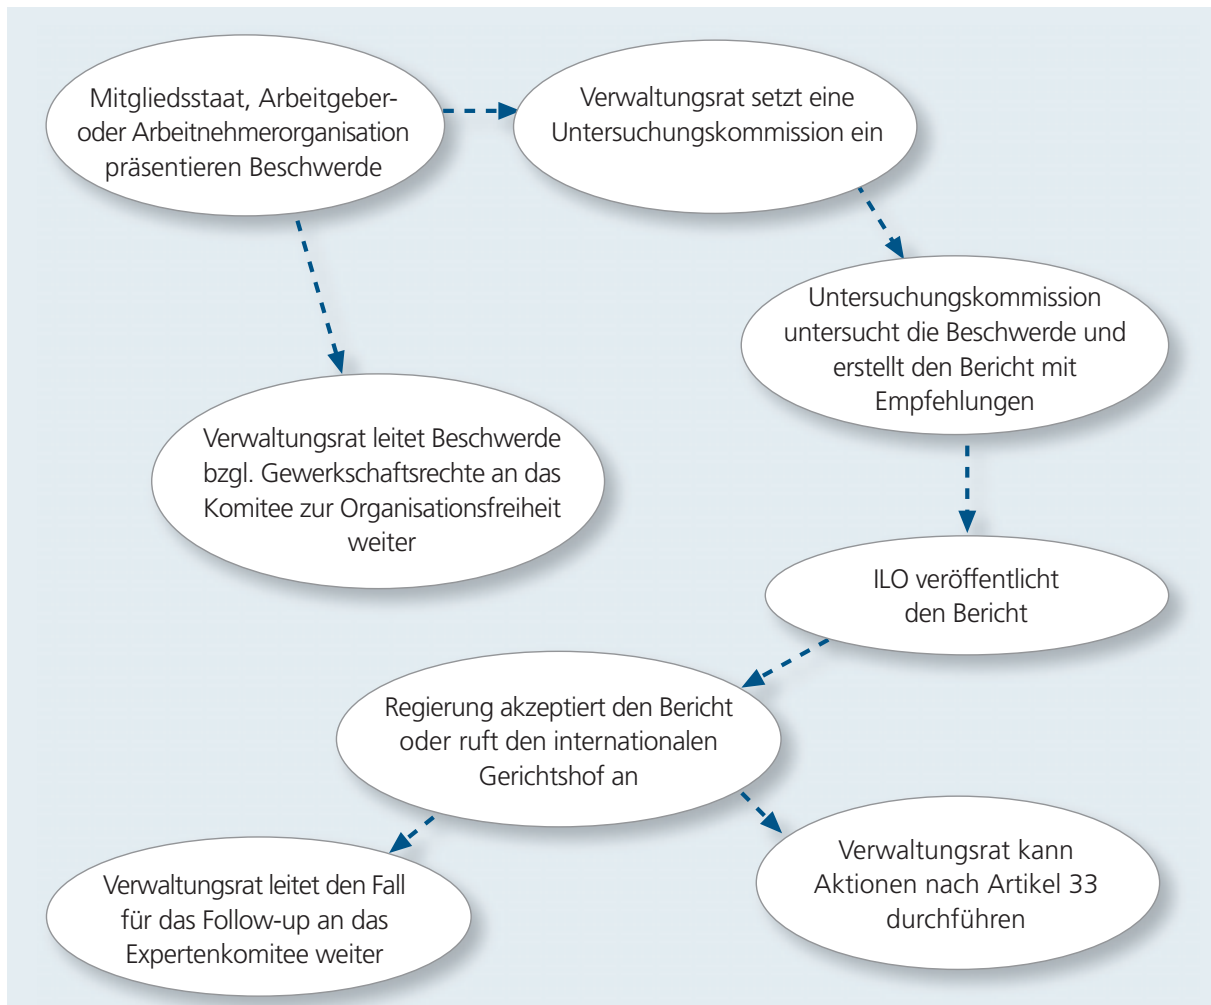 Mitgliedsstaat, Arbeitgeber-
oder Arbeitnehmerorganisation
präsentieren Beschwerde
Verwaltungsrat setzt eine
Untersuchungskommission ein
Untersuchungskommission
untersucht die Beschwerde und
erstellt den Bericht mit
Empfehlungen
Verwaltungsrat leitet Beschwerde
bzgl. Gewerkschaftsrechte an das
Komitee zur Organisationsfreiheit
weiter
ILO veröffentlicht
den Bericht
Regierung akzeptiert den Bericht
oder ruft den internationalen
Gerichtshof an
Verwaltungsrat leitet den Fall
für das Follow-up an das
Expertenkomitee weiter
Verwaltungsrat kann
Aktionen nach Artikel 33
durchführen